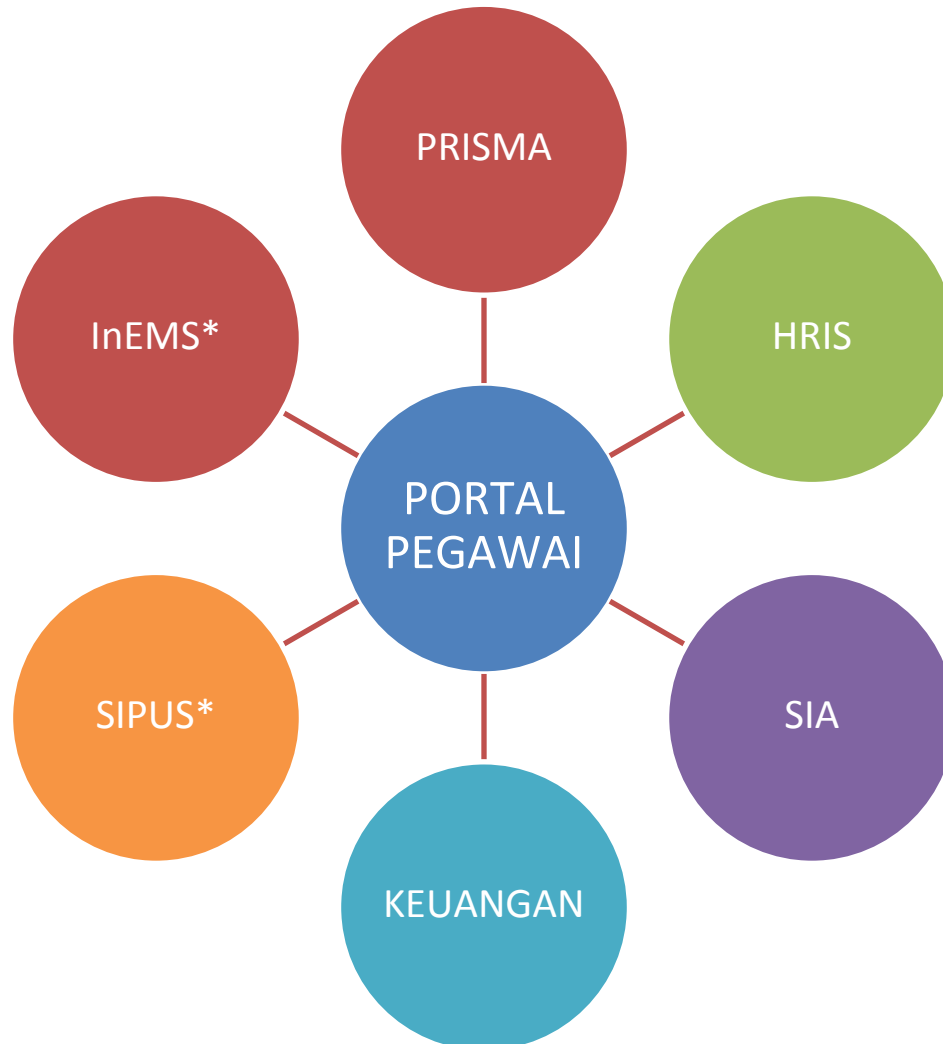 PRISMA
InEMS*
HRIS
PORTAL
PEGAWAI
SIPUS*
SIA
KEUANGAN